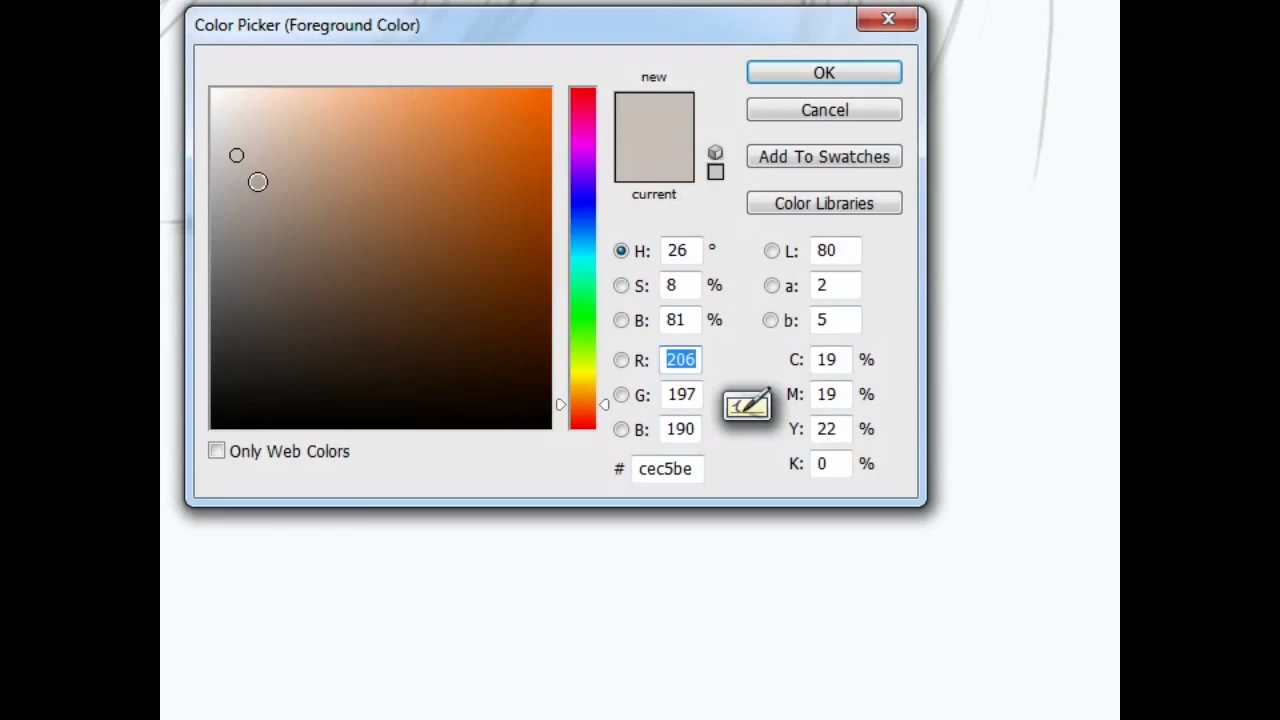 Color Picker (Foreground Color)
new
current
OK
Cancel
Add To Swatches
Color Libraries
H: 26 °
S: 8 %
B: 81 %
R: 206
G: 197
B: 190
# cec5be
L: 80
a: 2
b: 5
C: 19 %
M: 19 %
Y: 22 %
K: 0 %
Only Web Colors